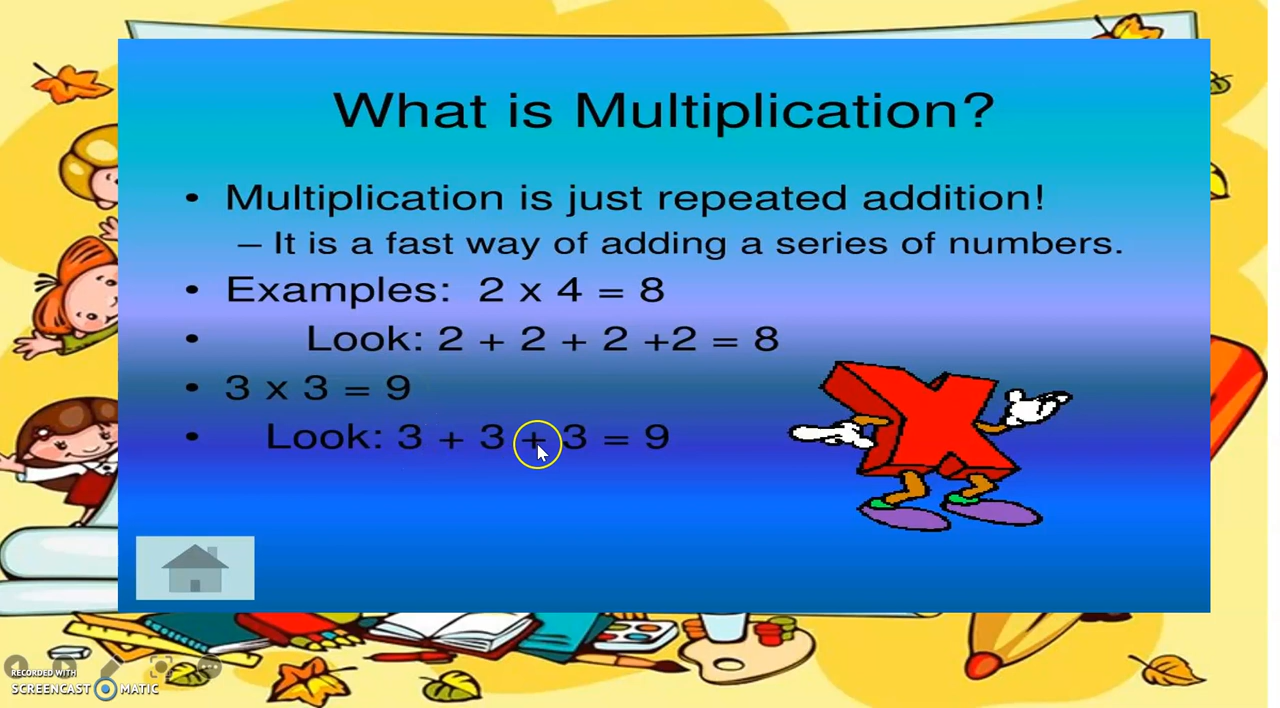 What is Multiplication?
• Multiplication is just repeated addition!
– It is a fast way of adding a series of numbers.
• Examples: 2 x 4 = 8
• Look: 2 + 2 + 2 +2 = 8
• 3 x 3 = 9
• Look: 3 + 3 + 3 = 9
RECORDED WITH
SCREENCAST MATIC